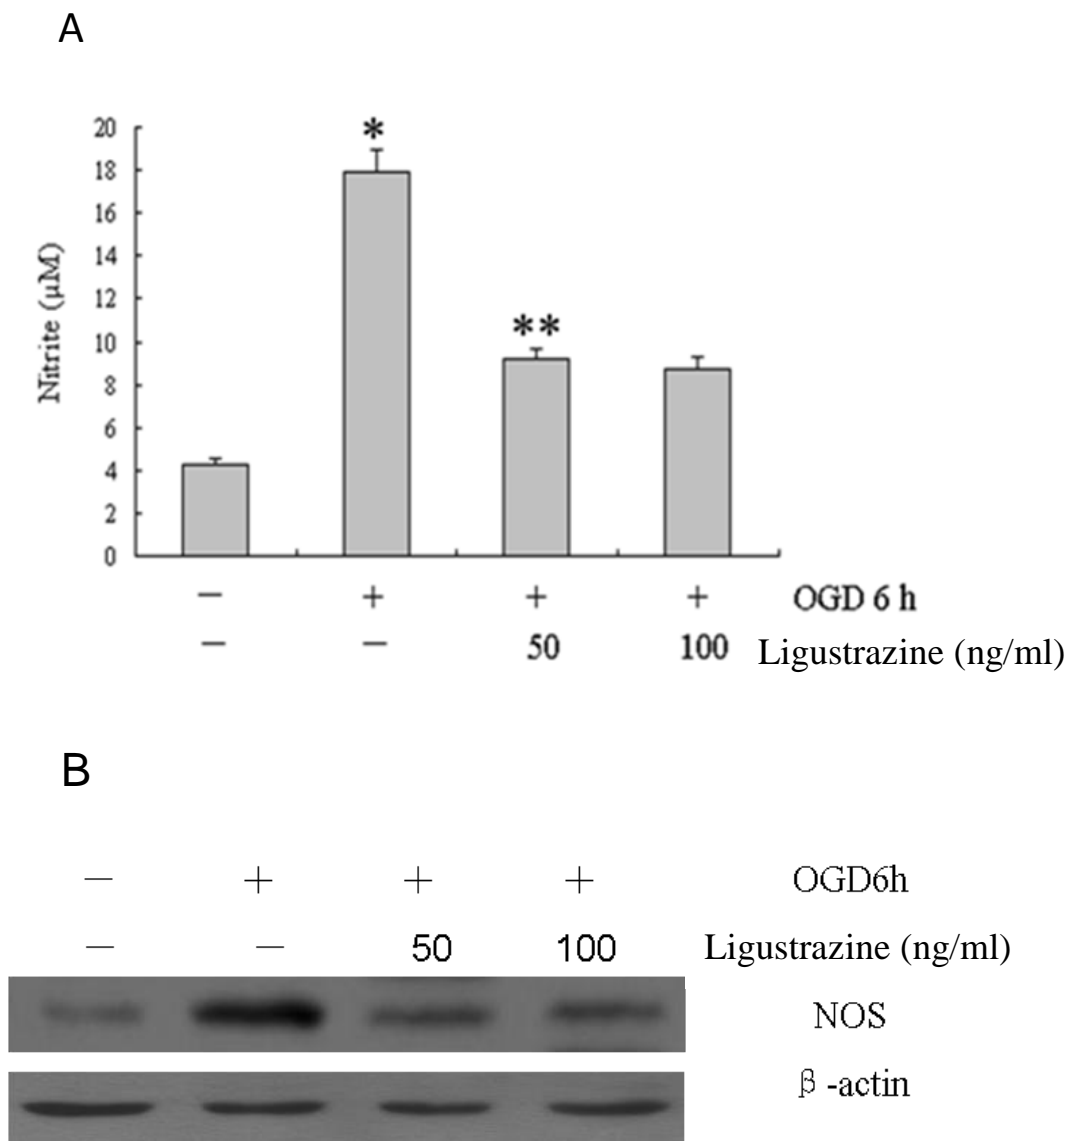 A
*
**
20
18
16
14
12
10
8
6
4
2
0
Nitrite (μM)
— + + + OGD 6 h
— — 50 100 Ligustrazine (ng/ml)
B
— + + + OGD6h
— — 50 100 Ligustrazine (ng/ml)
NOS
β-actin